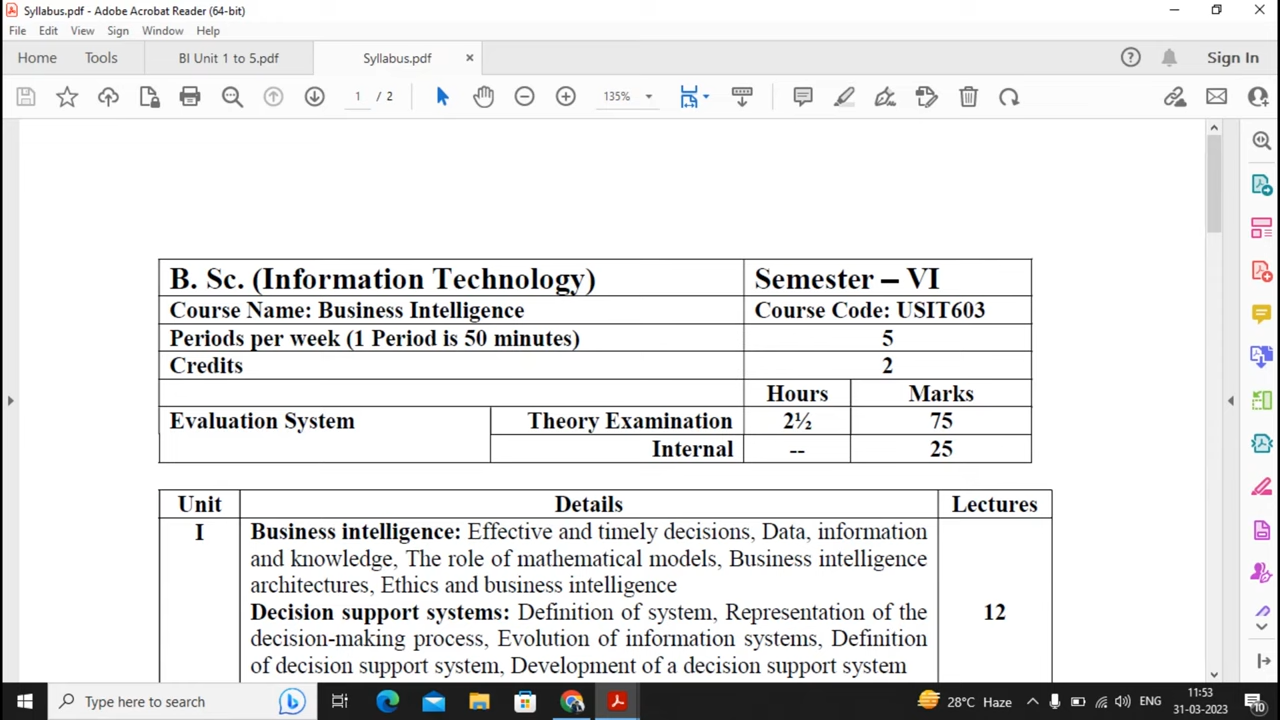 Syllabus.pdf - Adobe Acrobat Reader (64-bit)
File Edit View Sign Window Help
Home Tools BI Unit 1 to 5.pdf Syllabus.pdf × Sign In
1 / 2 135%
B. Sc. (Information Technology) Semester – VI
Course Name: Business Intelligence Course Code: USIT603
Periods per week (1 Period is 50 minutes) 5
Credits 2
Hours Marks
Evaluation System Theory Examination 2½ 75
Internal -- 25
Unit Details Lectures
I Business intelligence: Effective and timely decisions, Data, information
and knowledge, The role of mathematical models, Business intelligence
architectures, Ethics and business intelligence
Decision support systems: Definition of system, Representation of the 12
decision-making process, Evolution of information systems, Definition
of decision support system, Development of a decision support system
Type here to search 28°C Haze ENG 11:53
31-03-2023 10